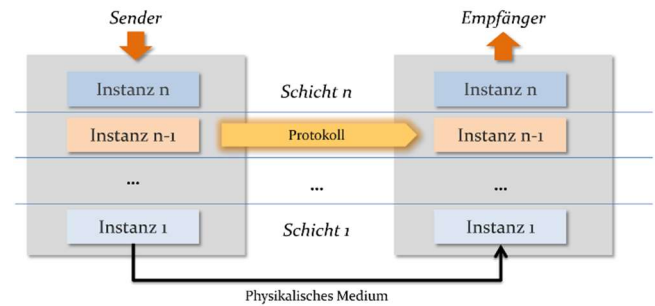 Sender Empfänger
Instanz n Schicht n Instanz n
Instanz n-1 Protokoll Instanz n-1
... ... ...
Instanz 1 Schicht 1 Instanz 1
Physikalisches Medium